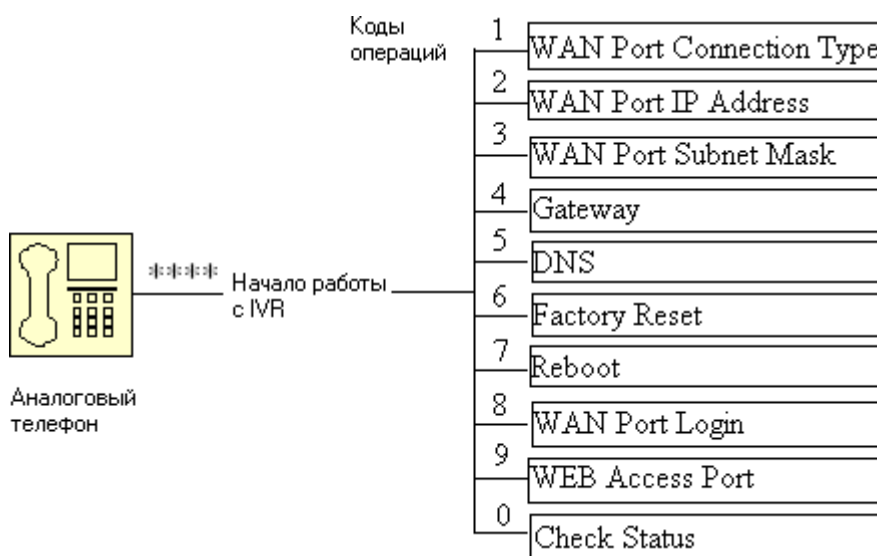 Коды
операций
1
WAN Port Connection Type
2
WAN Port IP Address
3
WAN Port Subnet Mask
4
Gateway
5
DNS
****
Начало работы
с IVR
6
Factory Reset
7
Reboot
Аналоговый
телефон
8
WAN Port Login
9
WEB Access Port
0
Check Status